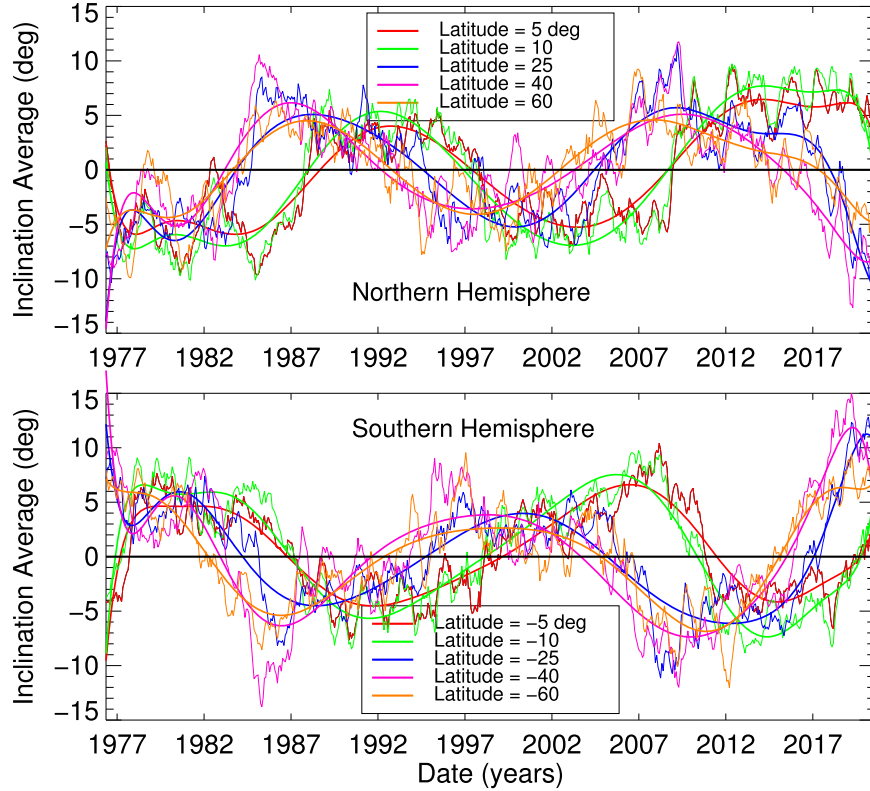 Inclination Average (deg)
15
10
5
0
−5
−10
−15
Latitude = 5 deg
Latitude = 10
Latitude = 25
Latitude = 40
Latitude = 60
Northern Hemisphere
1977 1982 1987 1992 1997 2002 2007 2012 2017
Inclination Average (deg)
15
10
5
0
−5
−10
−15
Southern Hemisphere
Latitude = −5 deg
Latitude = −10
Latitude = −25
Latitude = −40
Latitude = −60
1977 1982 1987 1992 1997 2002 2007 2012 2017
Date (years)